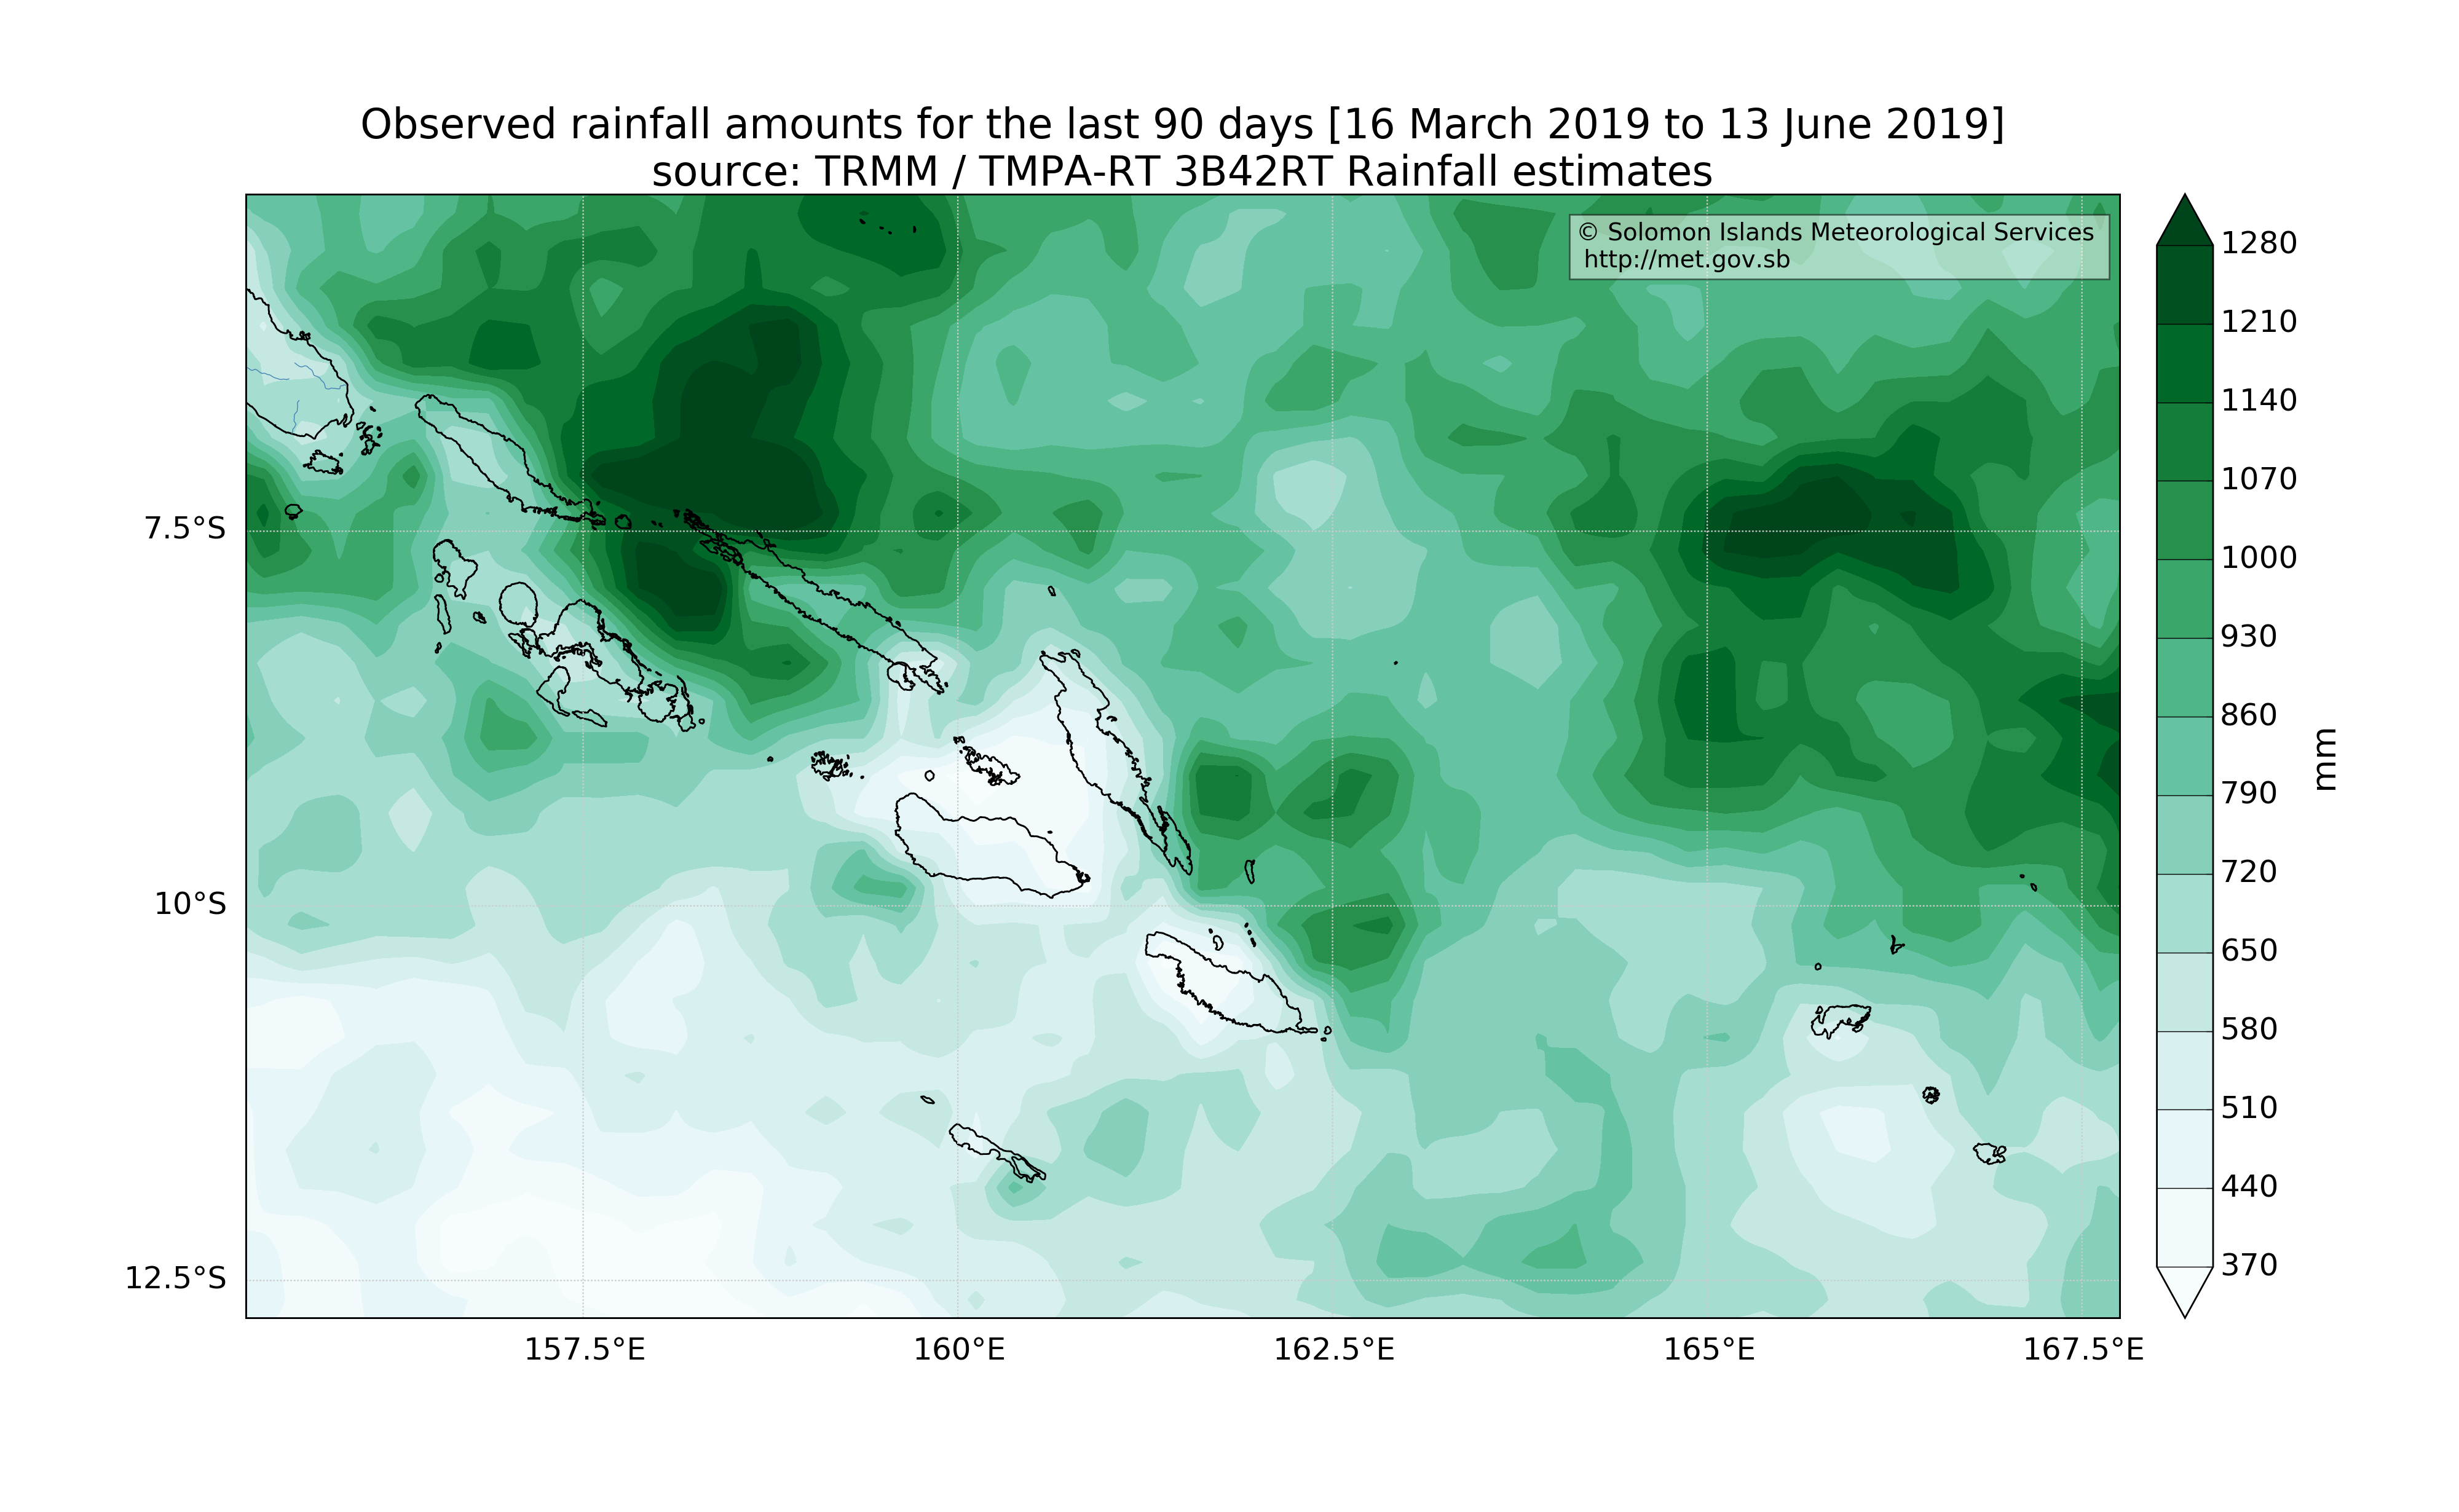 Observed rainfall amounts for the last 90 days [16 March 2019 to 13 June 2019]
source: TRMM / TMPA-RT 3B42RT Rainfall estimates
© Solomon Islands Meteorological Services
http://met.gov.sb
7.5°S
10°S
12.5°S
157.5°E
160°E
162.5°E
165°E
167.5°E
1280
1210
1140
1070
1000
930
860
790
720
650
580
510
440
370
mm